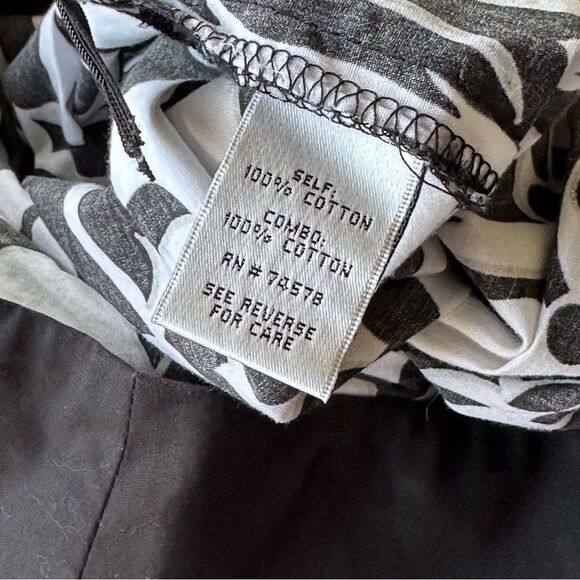 SELF:
100% COTTON
COMBO:
100% COTTON
RN # 74578
SEE REVERSE
FOR CARE